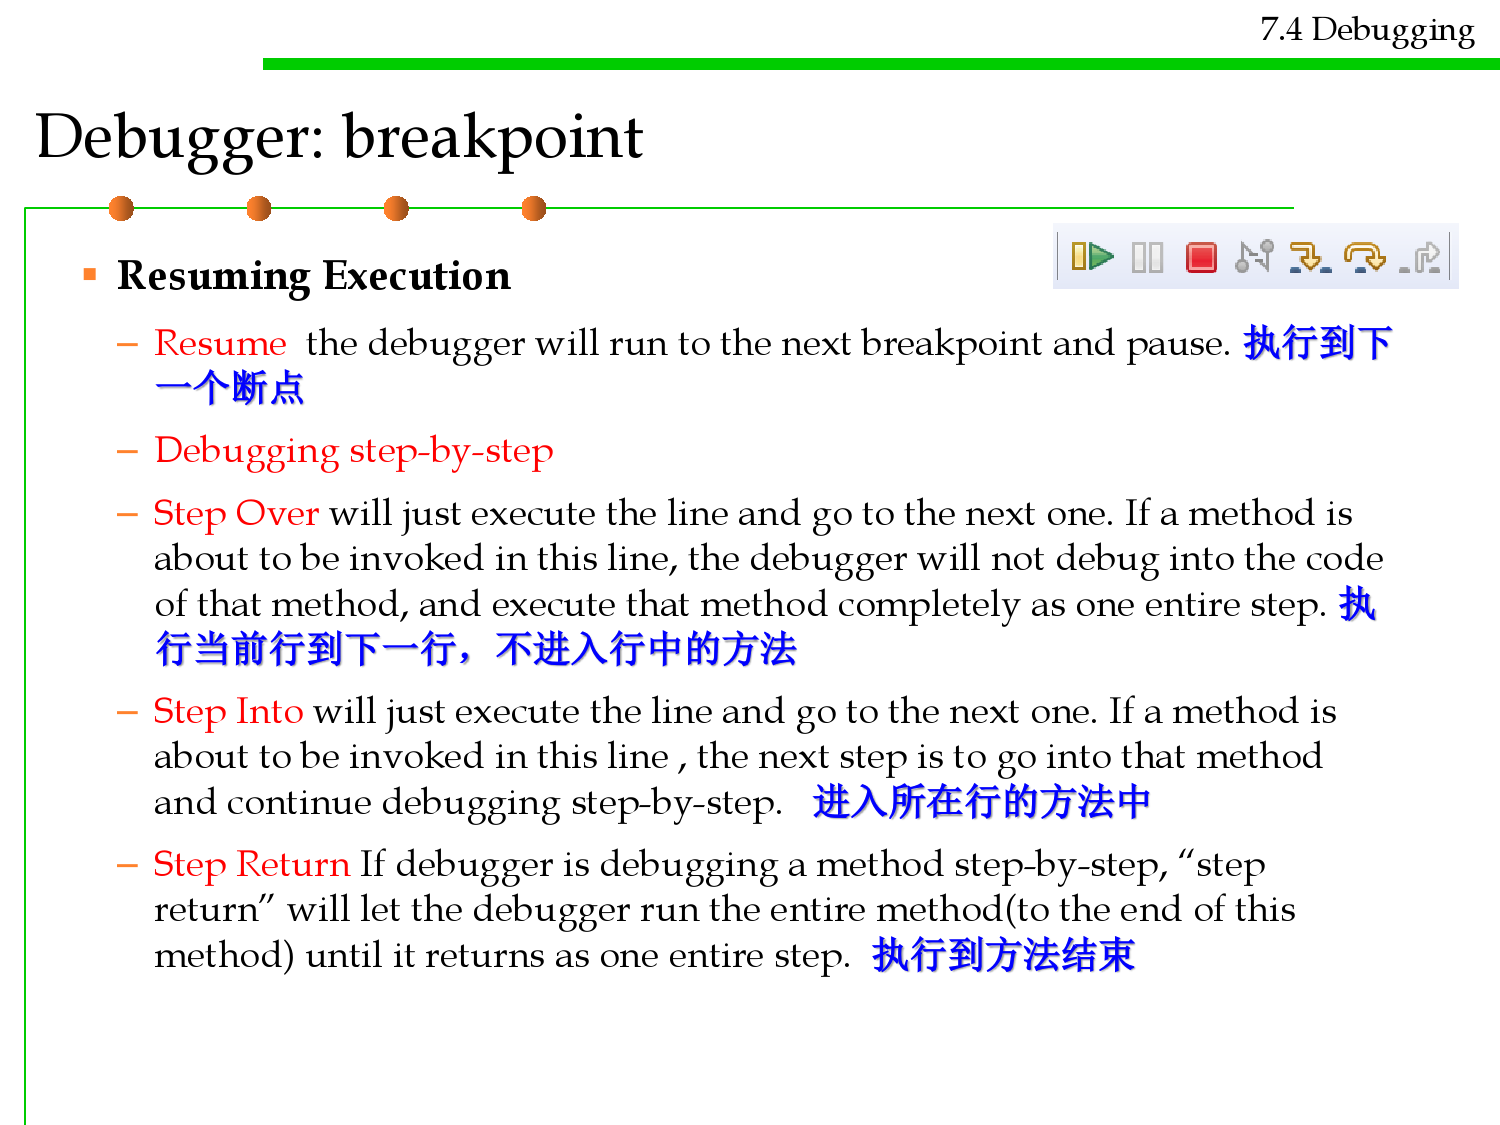 7.4 Debugging
Debugger: breakpoint
Resuming Execution
– Resume the debugger will run to the next breakpoint and pause. 执行到下
一个断点
– Debugging step-by-step
– Step Over will just execute the line and go to the next one. If a method is
about to be invoked in this line, the debugger will not debug into the code
of that method, and execute that method completely as one entire step. 执
行当前行到下一行，不进入行中的方法
– Step Into will just execute the line and go to the next one. If a method is
about to be invoked in this line , the next step is to go into that method
and continue debugging step-by-step. 进入所在行的方法中
– Step Return If debugger is debugging a method step-by-step, “step
return” will let the debugger run the entire method(to the end of this
method) until it returns as one entire step. 执行到方法结束